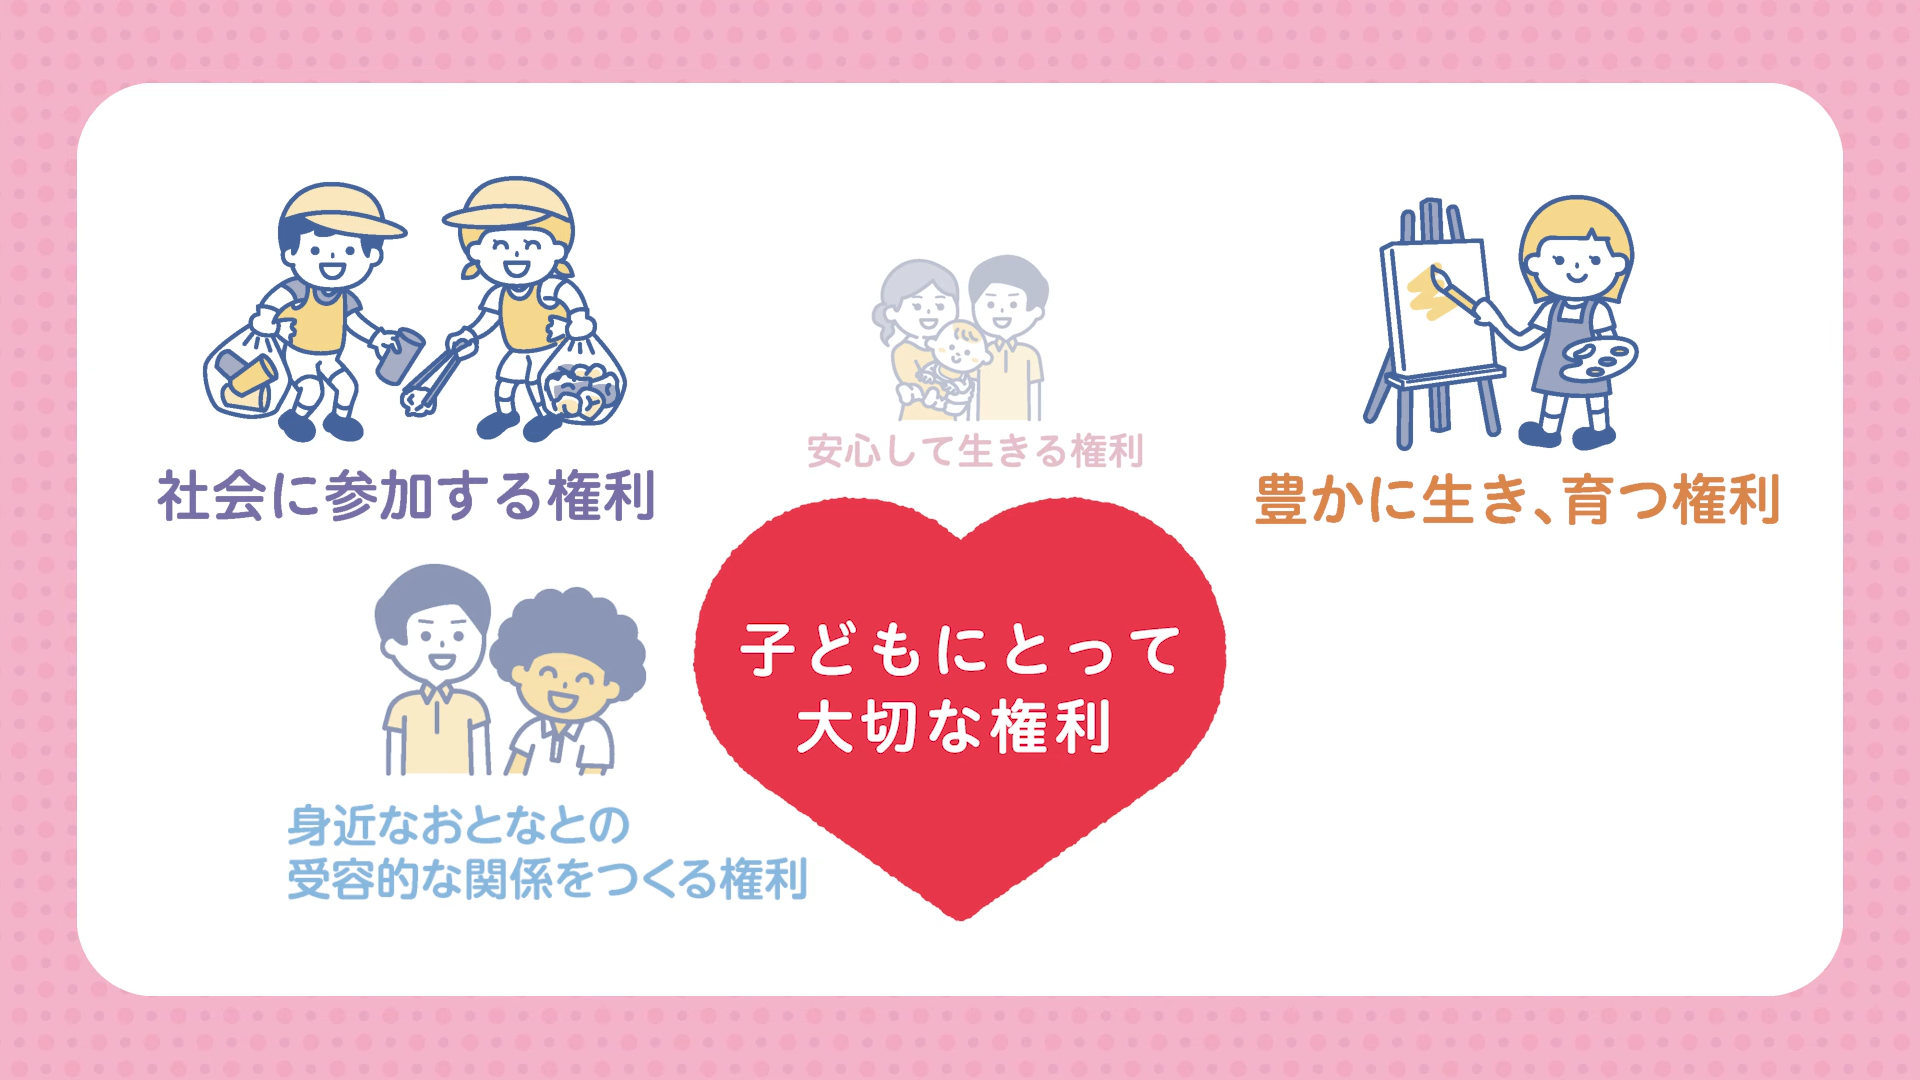 安心して生きる権利
社会に参加する権利
豊かに生き、育つ権利
子どもにとって
大切な権利
身近なおとなとの
受容的な関係をつくる権利